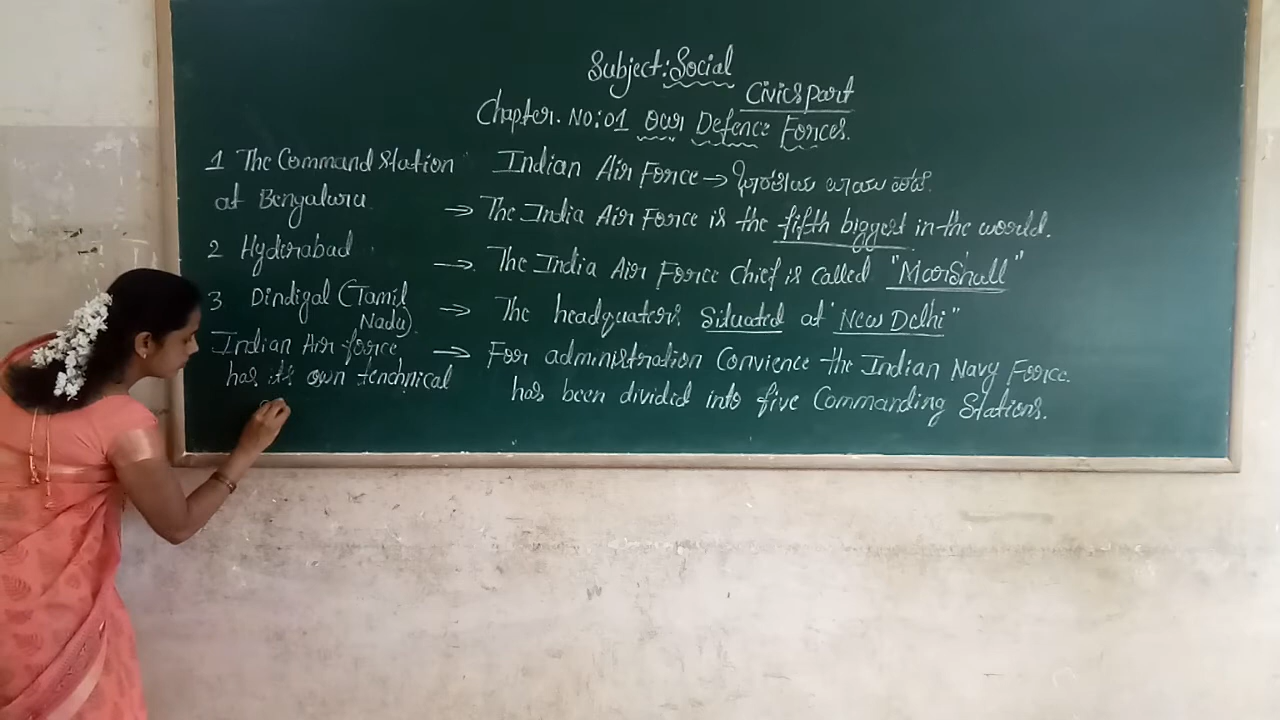 Subject: Social
Civics part
Chapter. No:01 Our Defence Forces.
1 The Command Station
at Bengaluru.
2 Hyderabad
3 Dindigal (Tamil
Nadu).
Indian Air force
has its own tenchnical
Indian Air Force → ಭಾರತೀಯ ವಾಯು ಪಡೆ.
⇒ The India Air Force is the fifth biggest in the world.
→ The India Air Force Chief is called "Marshall"
→ The headquaters Situated at "New Delhi"
→ For administration Convience the Indian Navy Force.
has been divided into five Commanding Stations.